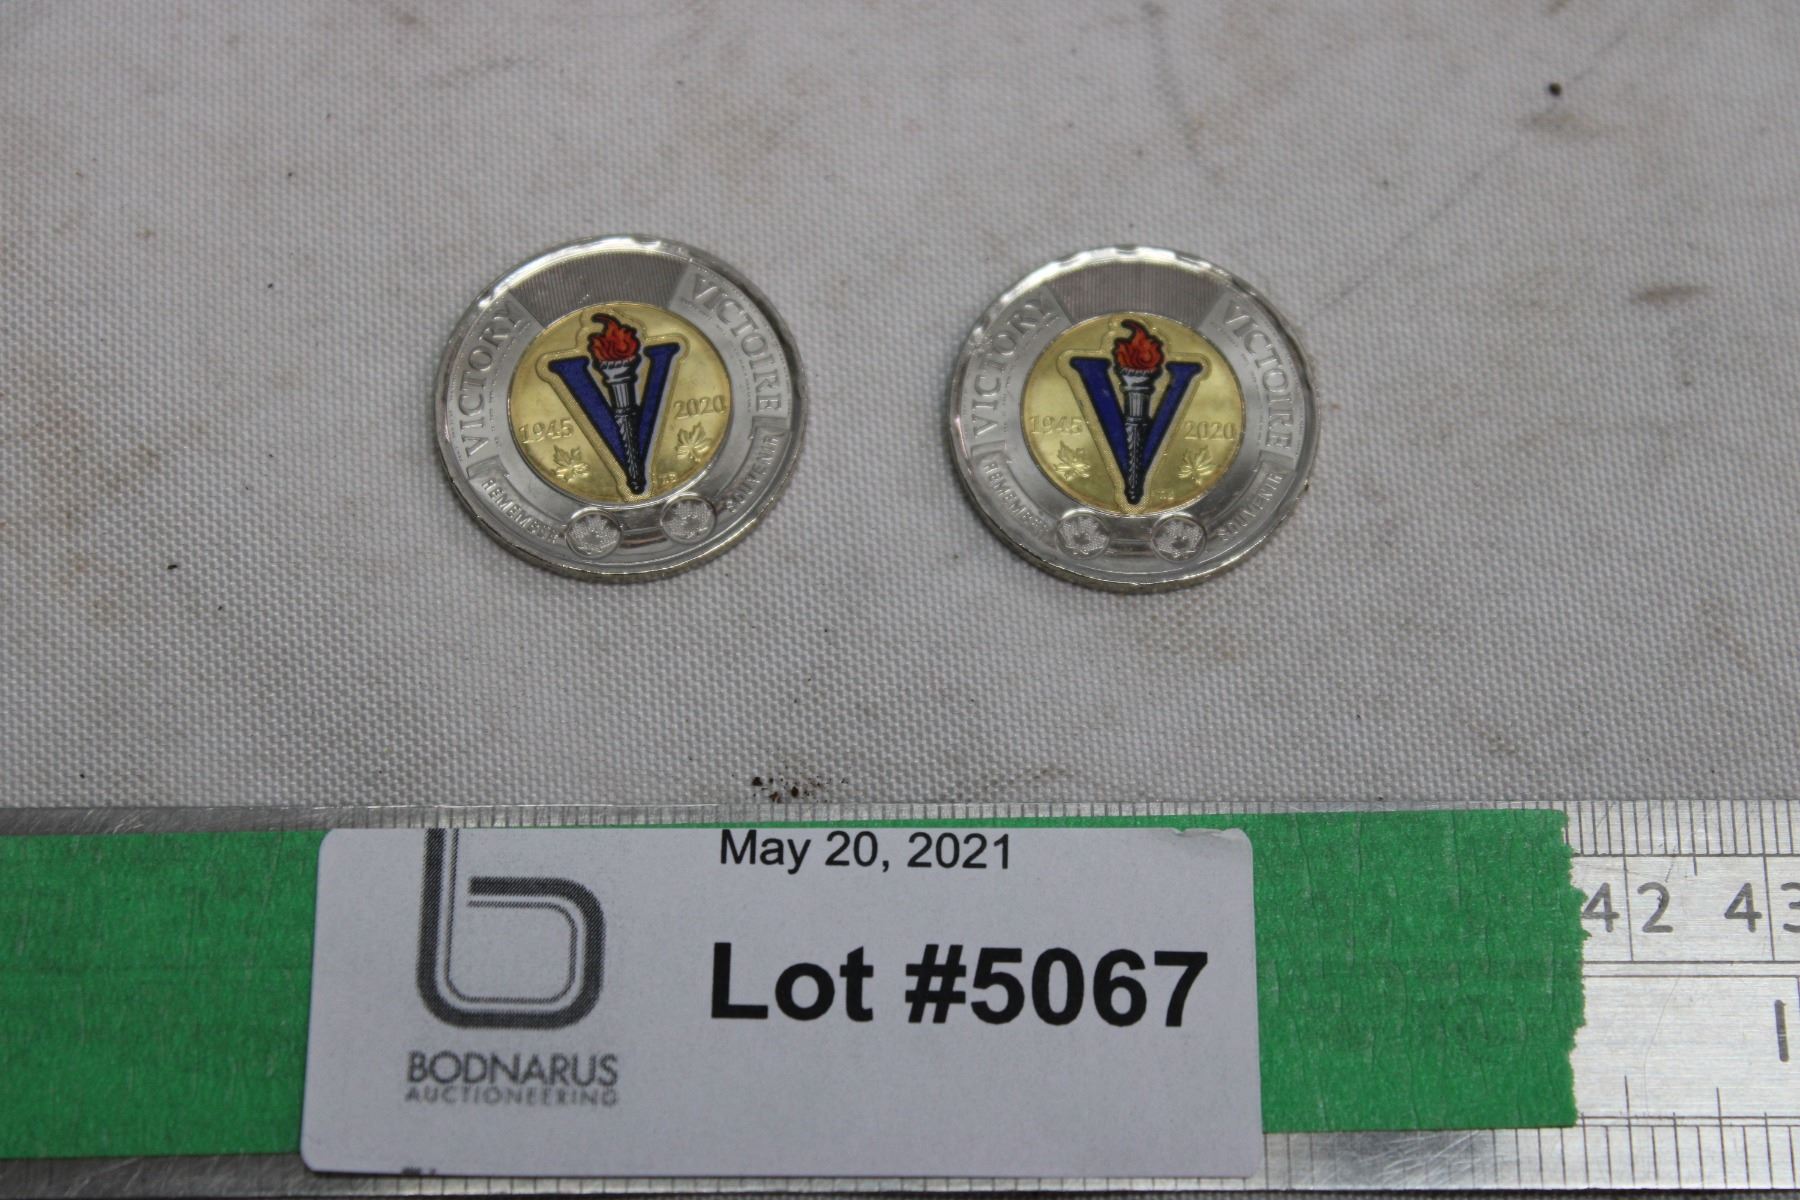 VICTORY
VICTOIRE
1945
2020
REMEMBER
SOUVENIR
VICTORY
VICTOIRE
1945
2020
REMEMBER
SOUVENIR
May 20, 2021
Lot #5067
BODNARUS
AUCTIONEERING
42 43
1